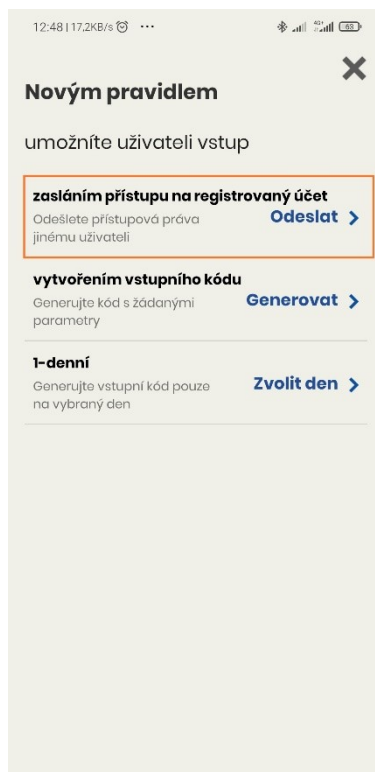 12:48 | 17,2KB/s ...
4G+ 63
Novým pravidlem
umožníte uživateli vstup
zasláním přístupu na registrovaný účet
Odešlete přístupová práva Odeslat
jinému uživateli
vytvořením vstupního kódu
Generujte kód s žádanými Generovat
parametry
1-denní
Generujte vstupní kód pouze Zvolit den
na vybraný den